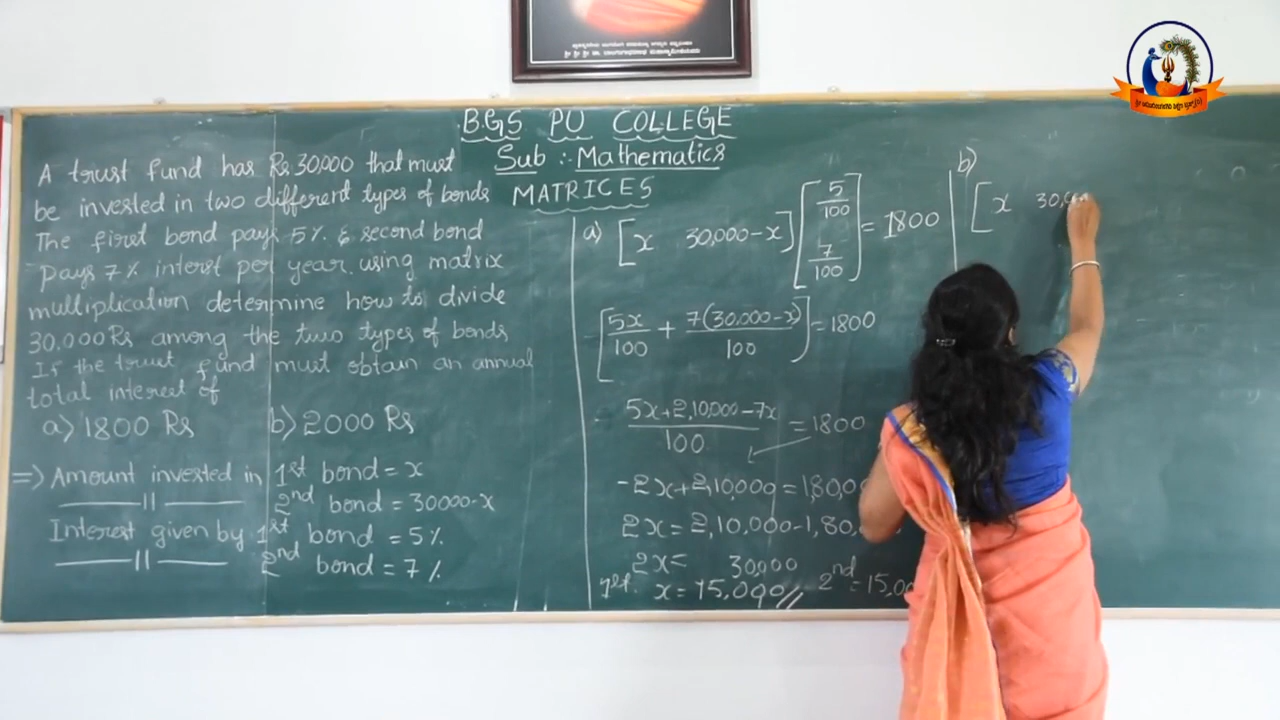 B.G.S PU COLLEGE
Sub :- Mathematics
MATRICES
A trust fund has Rs.30,000 that must
be invested in two different types of bonds
The first bond pays 5% & second bond
Pays 7% interst per year. using matrix
multiplication determine how to divide
30,000 Rs among the two types of bonds
If the trust fund must obtain an annual
total interest of
a) 1800 Rs b) 2000 Rs
=> Amount invested in 1st bond = x
—— 11 —— 2nd bond = 30000-x
Interest given by 1st bond = 5%.
—— 11 —— 2nd bond = 7%
a) [x 30,000-x] [5/100 7/100] = 1800
[5x/100 + 7(30,000-x)/100] = 1800
5x+2,10,000-7x/100 = 1800
-2x+2,10,000 = 1,80,00
2x = 2,10,000-1,80,
2x = 30,000
1st x = 15,000// 2nd = 15,00
b)
[x 30,